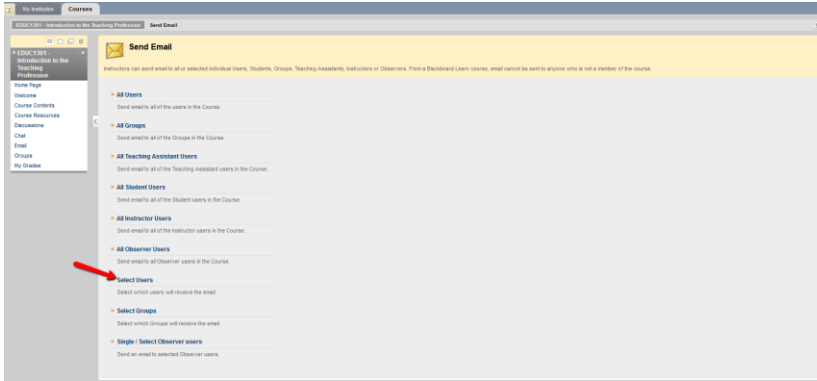 My Institution Courses
EDUC1301 - Introduction to the Teaching Profession Send Email
EDUC1301 -
Introduction to the
Teaching
Profession
Home Page
Welcome
Course Contents
Course Resources
Discussions
Chat
Email
Groups
My Grades
Send Email
Instructors can send email to all or selected individual Users, Students, Groups, Teaching Assistants, Instructors or Observers. From a Blackboard Learn course, email cannot be sent to anyone who is not a member of the course.
All Users
Send email to all of the users in the Course.
All Groups
Send email to all of the Groups in the Course.
All Teaching Assistant Users
Send email to all of the Teaching Assistant users in the Course.
All Student Users
Send email to all of the Student users in the Course.
All Instructor Users
Send email to all of the Instructor users in the Course.
All Observer Users
Send email to all Observer users in the Course.
Select Users
Select which users will receive the email.
Select Groups
Select which Groups will receive the email.
Single / Select Observer users
Send an email to selected Observer users.